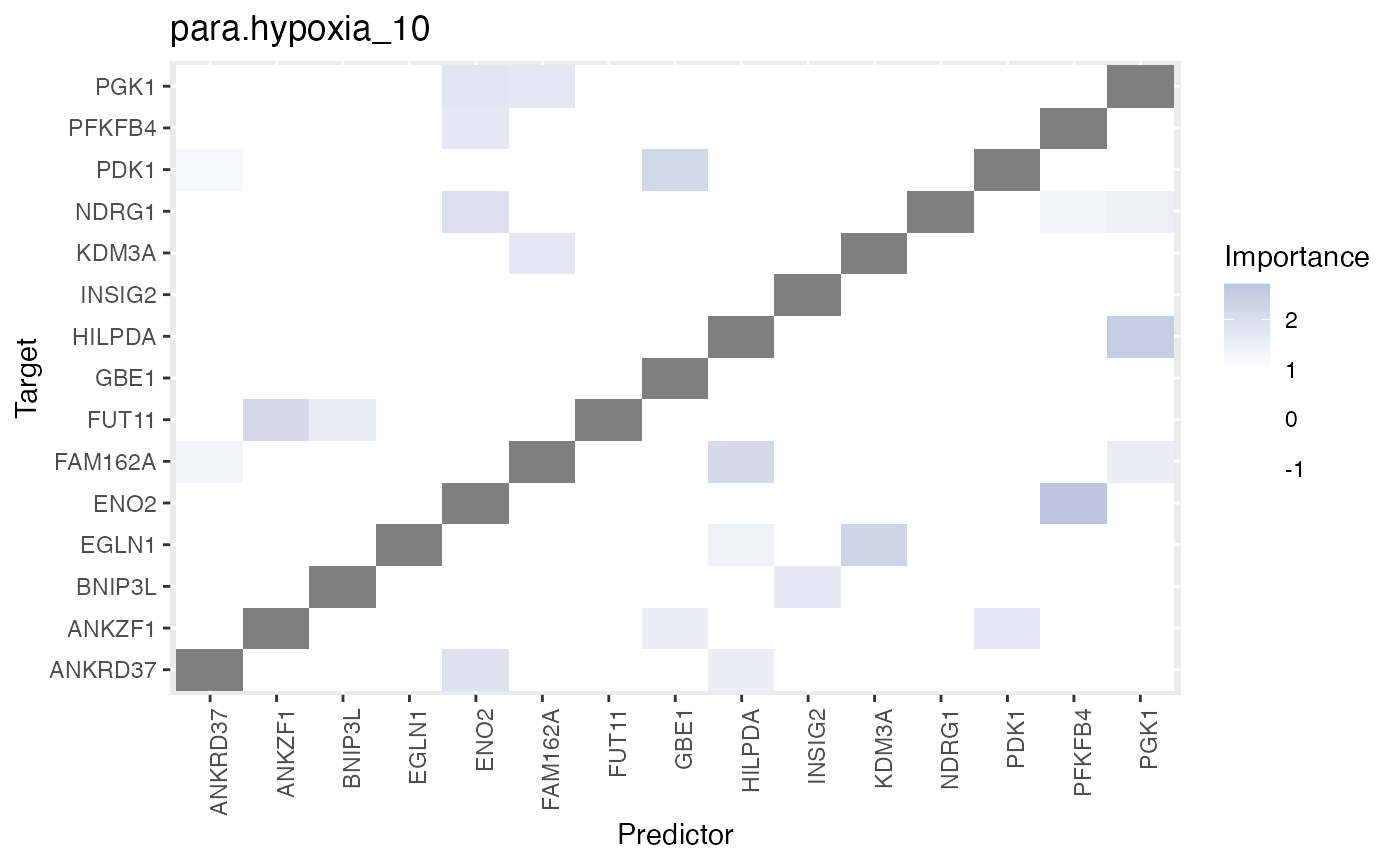 para.hypoxia_10
Target
PGK1
PFKFB4
PDK1
NDRG1
KDM3A
INSIG2
HILPDA
GBE1
FUT11
FAM162A
ENO2
EGLN1
BNIP3L
ANKZF1
ANKRD37
ANKRD37
ANKZF1
BNIP3L
EGLN1
ENO2
FAM162A
FUT11
GBE1
HILPDA
INSIG2
KDM3A
NDRG1
PDK1
PFKFB4
PGK1
Predictor
Importance
2
1
0
-1